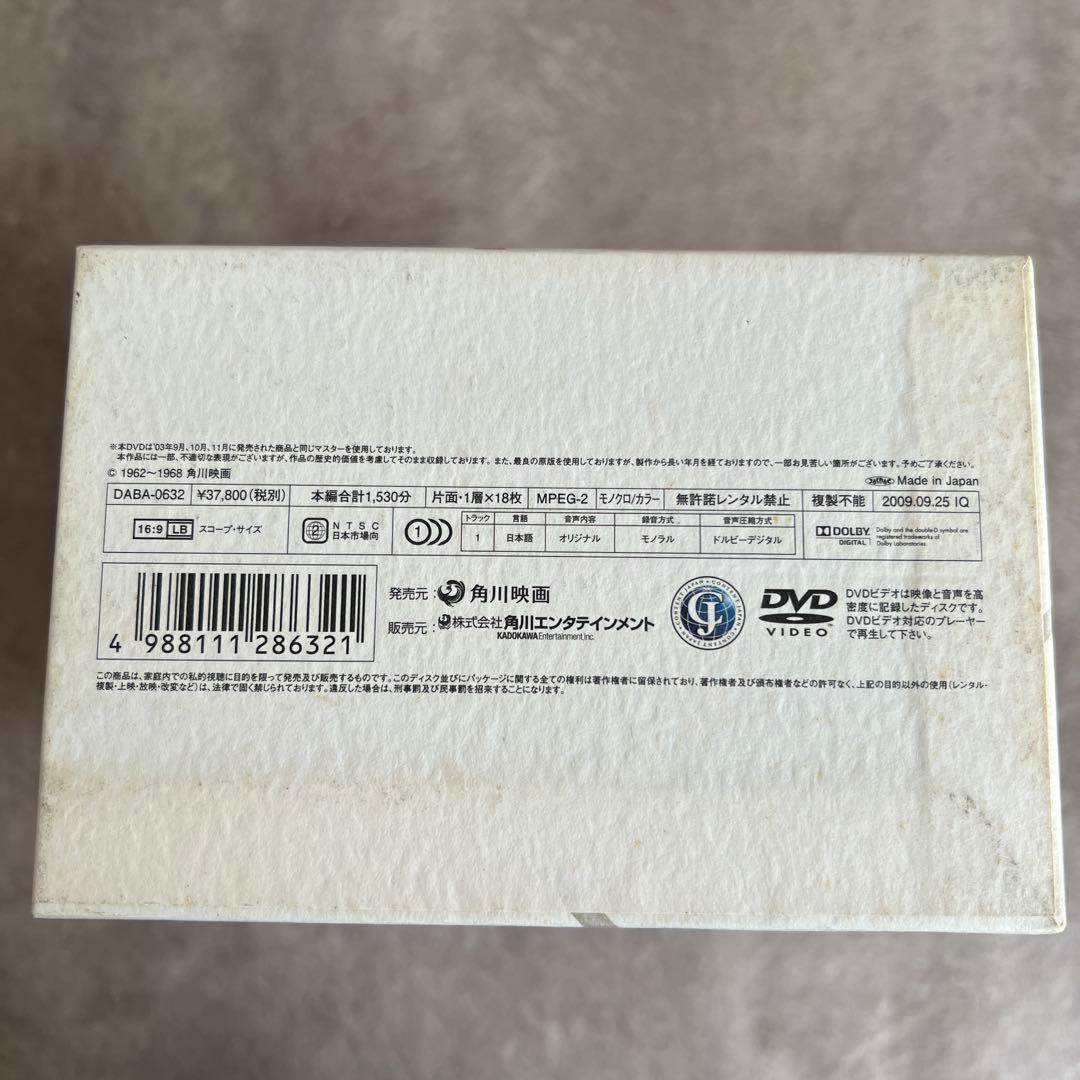 ※本DVDは'03年9月、10月、11月に発売された商品と同じマスターを使用しております。
本作品には一部、不適切な表現がございますが、作品の歴史的価値を考慮してそのまま収録しております。また、最良の原版を使用しておりますが、製作から長い年月を経ておりますので、一部お見苦しい箇所がございます。予めご了承ください。
© 1962〜1968 角川映画
Made in Japan
DABA-0632 ¥37,800(税別) 本編合計1,530分 片面・1層×18枚 MPEG-2 モノクロ/カラー 無許諾レンタル禁止 複製不能 2009.09.25 IQ
16:9 LB スコープ・サイズ
2 NTSC
日本市場向
1
トラック 言語 音声内容 録音方式 音声圧縮方式
1 日本語 オリジナル モノラル ドルビーデジタル
DOLBY
DIGITAL
Dolby and the double-D symbol are
registered trademarks of
Dolby Laboratories.
4 988111 286321
発売元: 角川映画
販売元: 株式会社 角川エンタテインメント
KADOKAWA Entertainment,Inc.
CONTENT JAPAN CONTENT JAPAN
CJ
DVD
VIDEO
DVDビデオは映像と音声を高
密度に記録したディスクです。
DVDビデオ対応のプレーヤー
で再生して下さい。
この商品は、家庭内での私的視聴に目的を限って発売及び販売するものです。このディスク並びにパッケージに関する全ての権利は著作権者に留保されており、著作権者及び頒布権者などの許可なく、上記の目的以外の使用(レンタル・
複製・上映・放映・改変など)は、法律で固く禁じられております。違反した場合は、刑事罰及び民事罰を招来することになります。